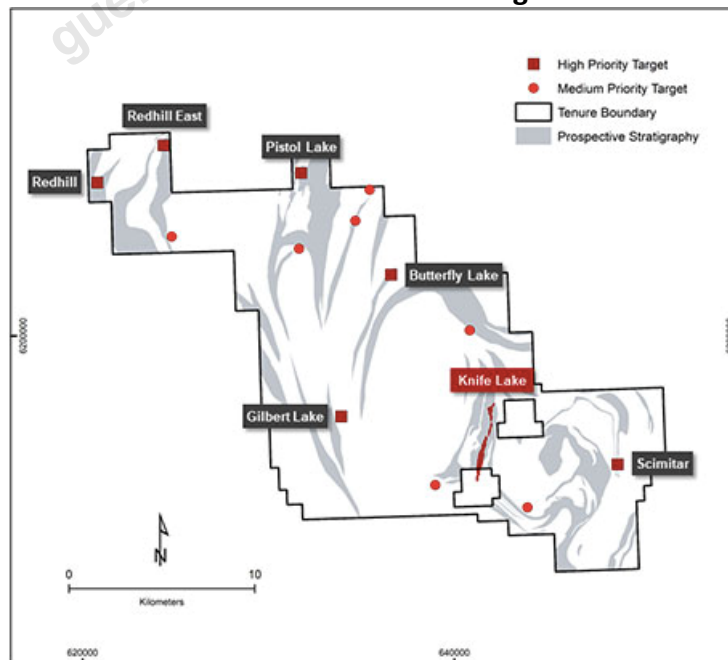 High Priority Target
Medium Priority Target
Tenure Boundary
Prospective Stratigraphy
Redhill East
Pistol Lake
Redhill
Butterfly Lake
6200000
Knife Lake
Gilbert Lake
Scimitar
N
0 10
Kilometers
620000 640000